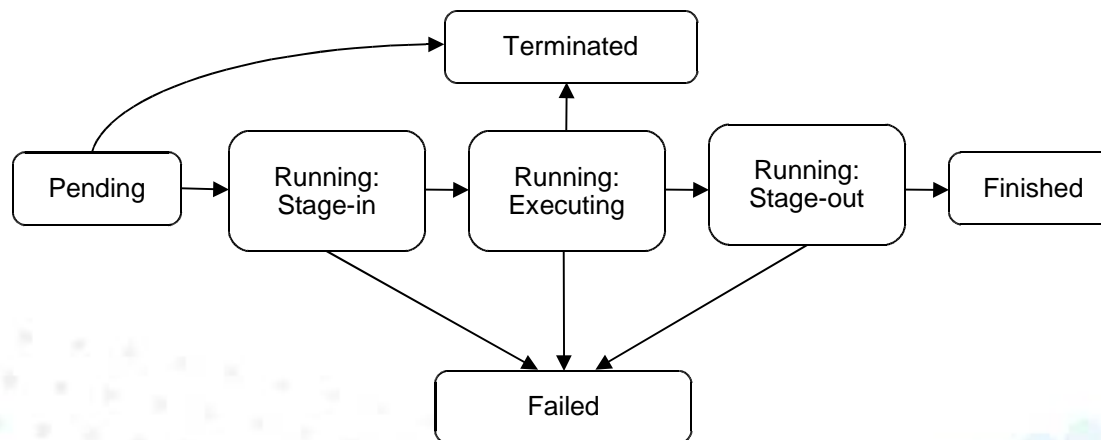 Terminated
Pending
Running:
Stage-in
Running:
Executing
Running:
Stage-out
Finished
Failed